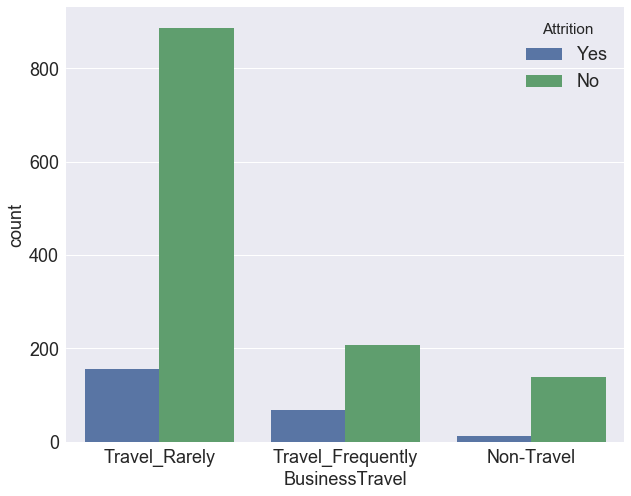 Attrition
Yes
No
800
600
400
200
0
count
Travel_Rarely Travel_Frequently Non-Travel
BusinessTravel